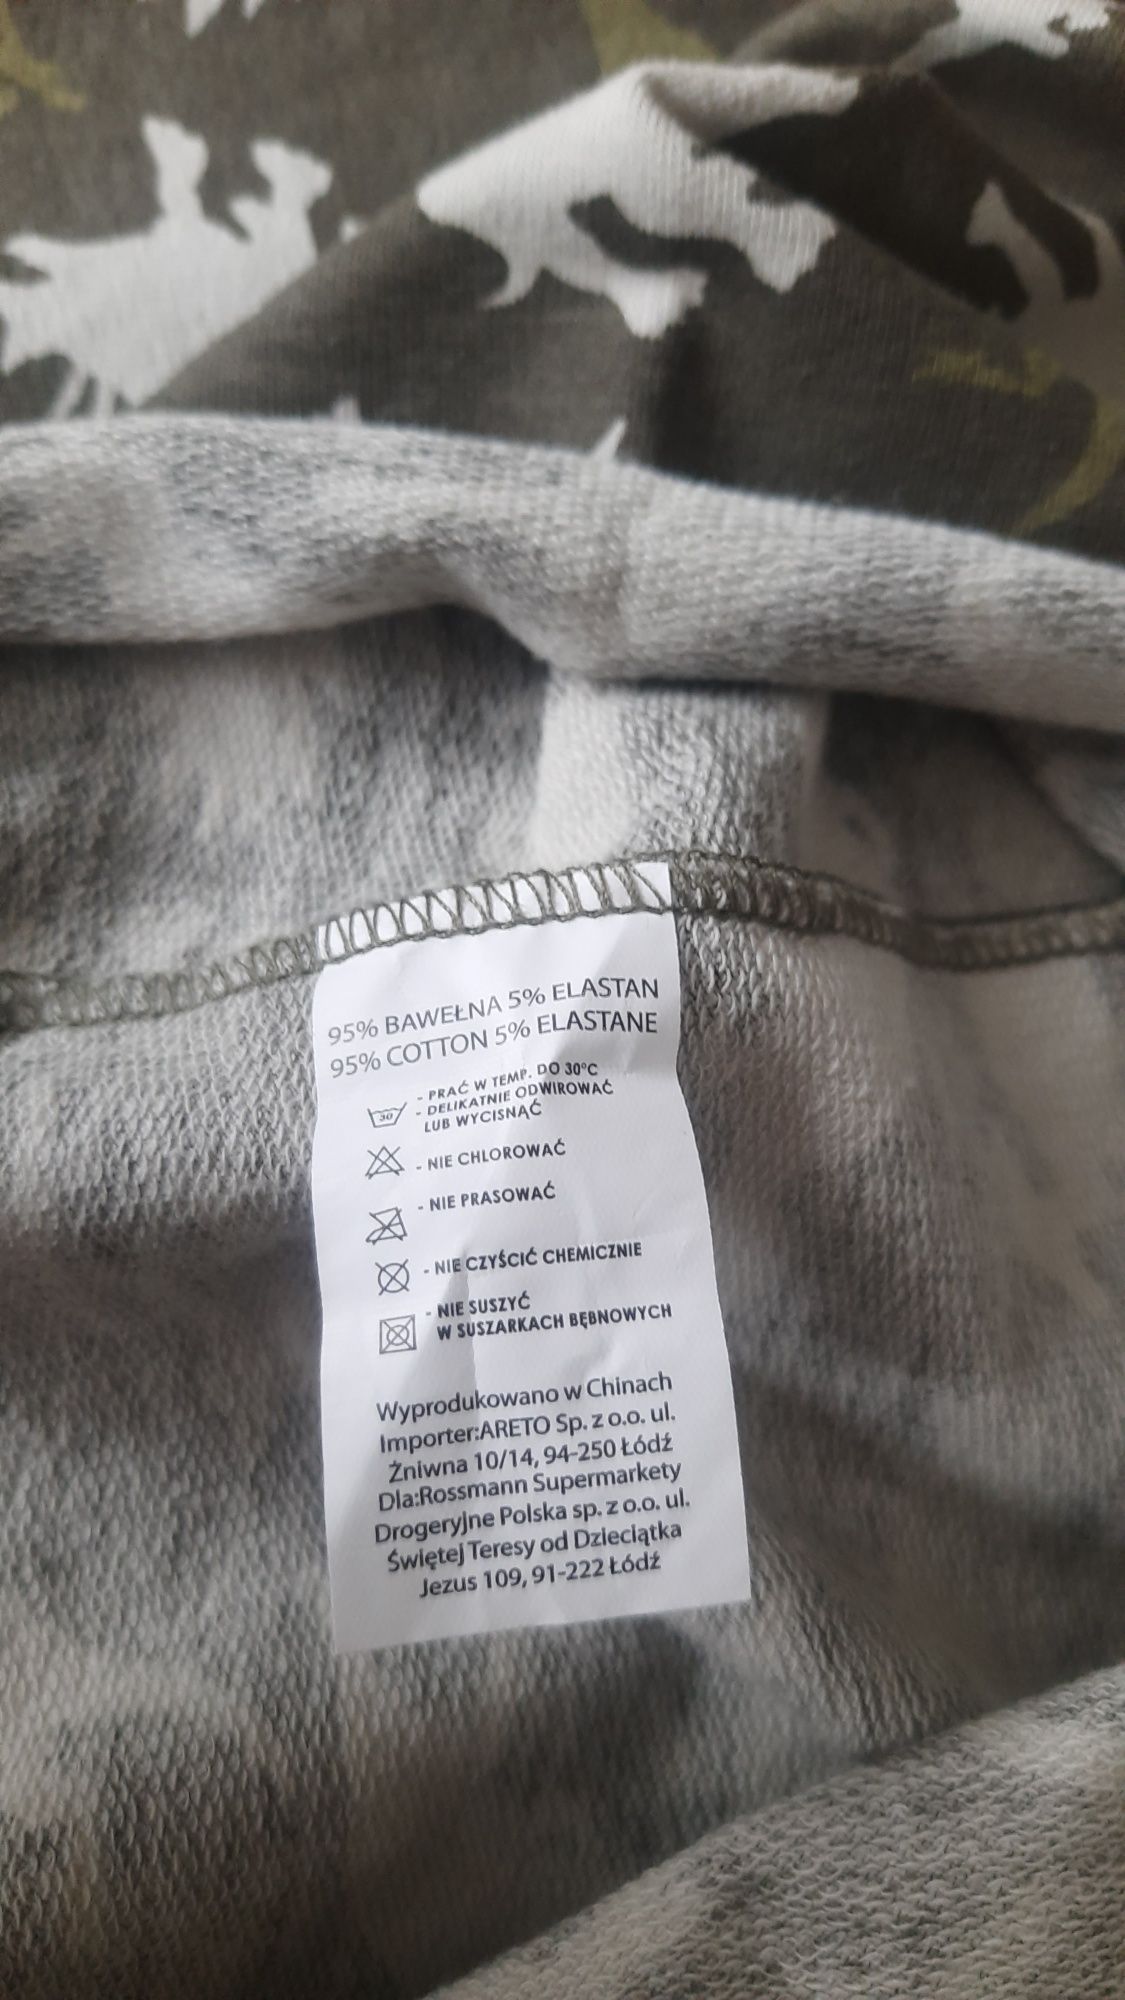 95% BAWEŁNA 5% ELASTAN
95% COTTON 5% ELASTANE
30
- PRAĆ W TEMP. DO 30°C
- DELIKATNIE ODWIROWAĆ
LUB WYCISNĄĆ
- NIE CHLOROWAĆ
- NIE PRASOWAĆ
- NIE CZYŚCIĆ CHEMICZNIE
- NIE SUSZYĆ
W SUSZARKACH BĘBNOWYCH
Wyprodukowano w Chinach
Importer:ARETO Sp. z o.o. ul.
Żniwna 10/14, 94-250 Łódź
Dla:Rossmann Supermarkety
Drogeryjne Polska sp. z o.o. ul.
Świętej Teresy od Dzieciątka
Jezus 109, 91-222 Łódź